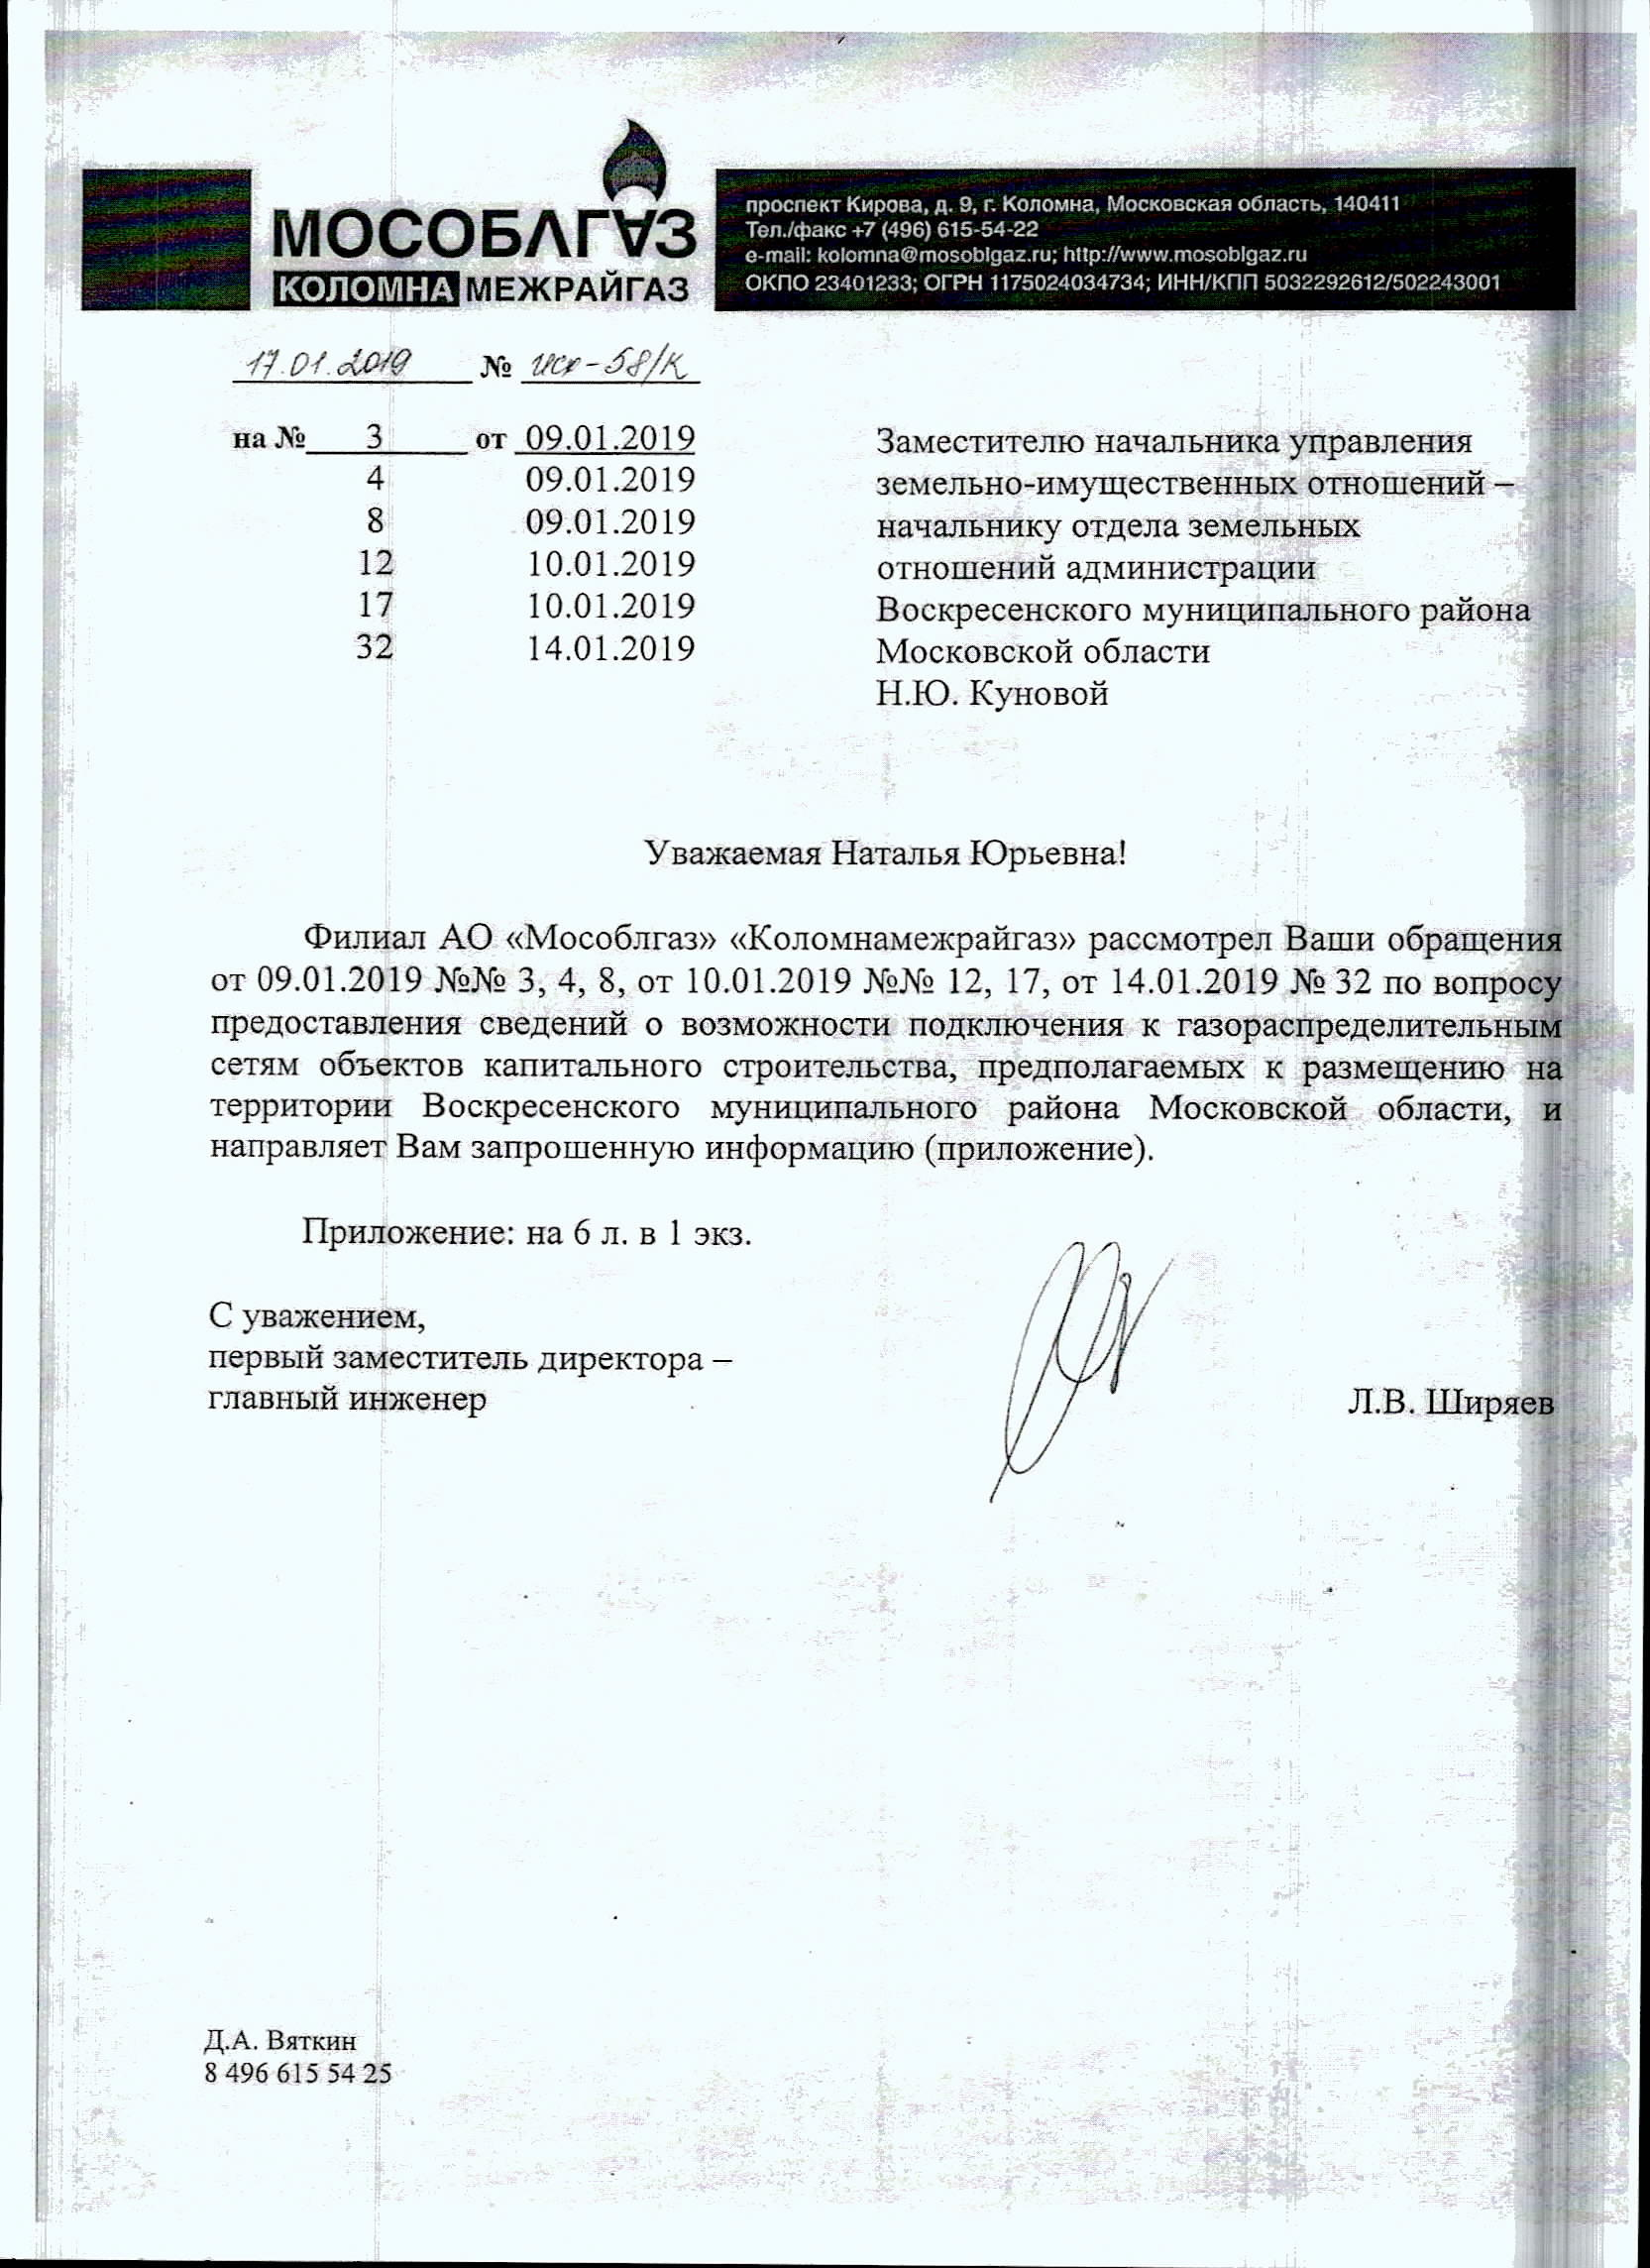 МОСОБЛГАЗ
КОЛОМНА МЕЖРАЙГАЗ
проспект Кирова, д. 9, г. Коломна, Московская область, 140411
Тел./факс +7 (496) 615-54-22
e-mail: kolomna@mosoblgaz.ru; http://www.mosoblgaz.ru
ОКПО 23401233; ОГРН 1175024034734; ИНН/КПП 5032292612/502243001
17.01.2019 № исх-58/К
на № 3 от 09.01.2019
4 09.01.2019
8 09.01.2019
12 10.01.2019
17 10.01.2019
32 14.01.2019
Заместителю начальника управления
земельно-имущественных отношений –
начальнику отдела земельных
отношений администрации
Воскресенского муниципального района
Московской области
Н.Ю. Куновой
Уважаемая Наталья Юрьевна!
Филиал АО «Мособлгаз» «Коломнамежрайгаз» рассмотрел Ваши обращения
от 09.01.2019 №№ 3, 4, 8, от 10.01.2019 №№ 12, 17, от 14.01.2019 № 32 по вопросу
предоставления сведений о возможности подключения к газораспределительным
сетям объектов капитального строительства, предполагаемых к размещению на
территории Воскресенского муниципального района Московской области, и
направляет Вам запрошенную информацию (приложение).
Приложение: на 6 л. в 1 экз.
С уважением,
первый заместитель директора –
главный инженер
Л.В. Ширяев
Д.А. Вяткин
8 496 615 54 25